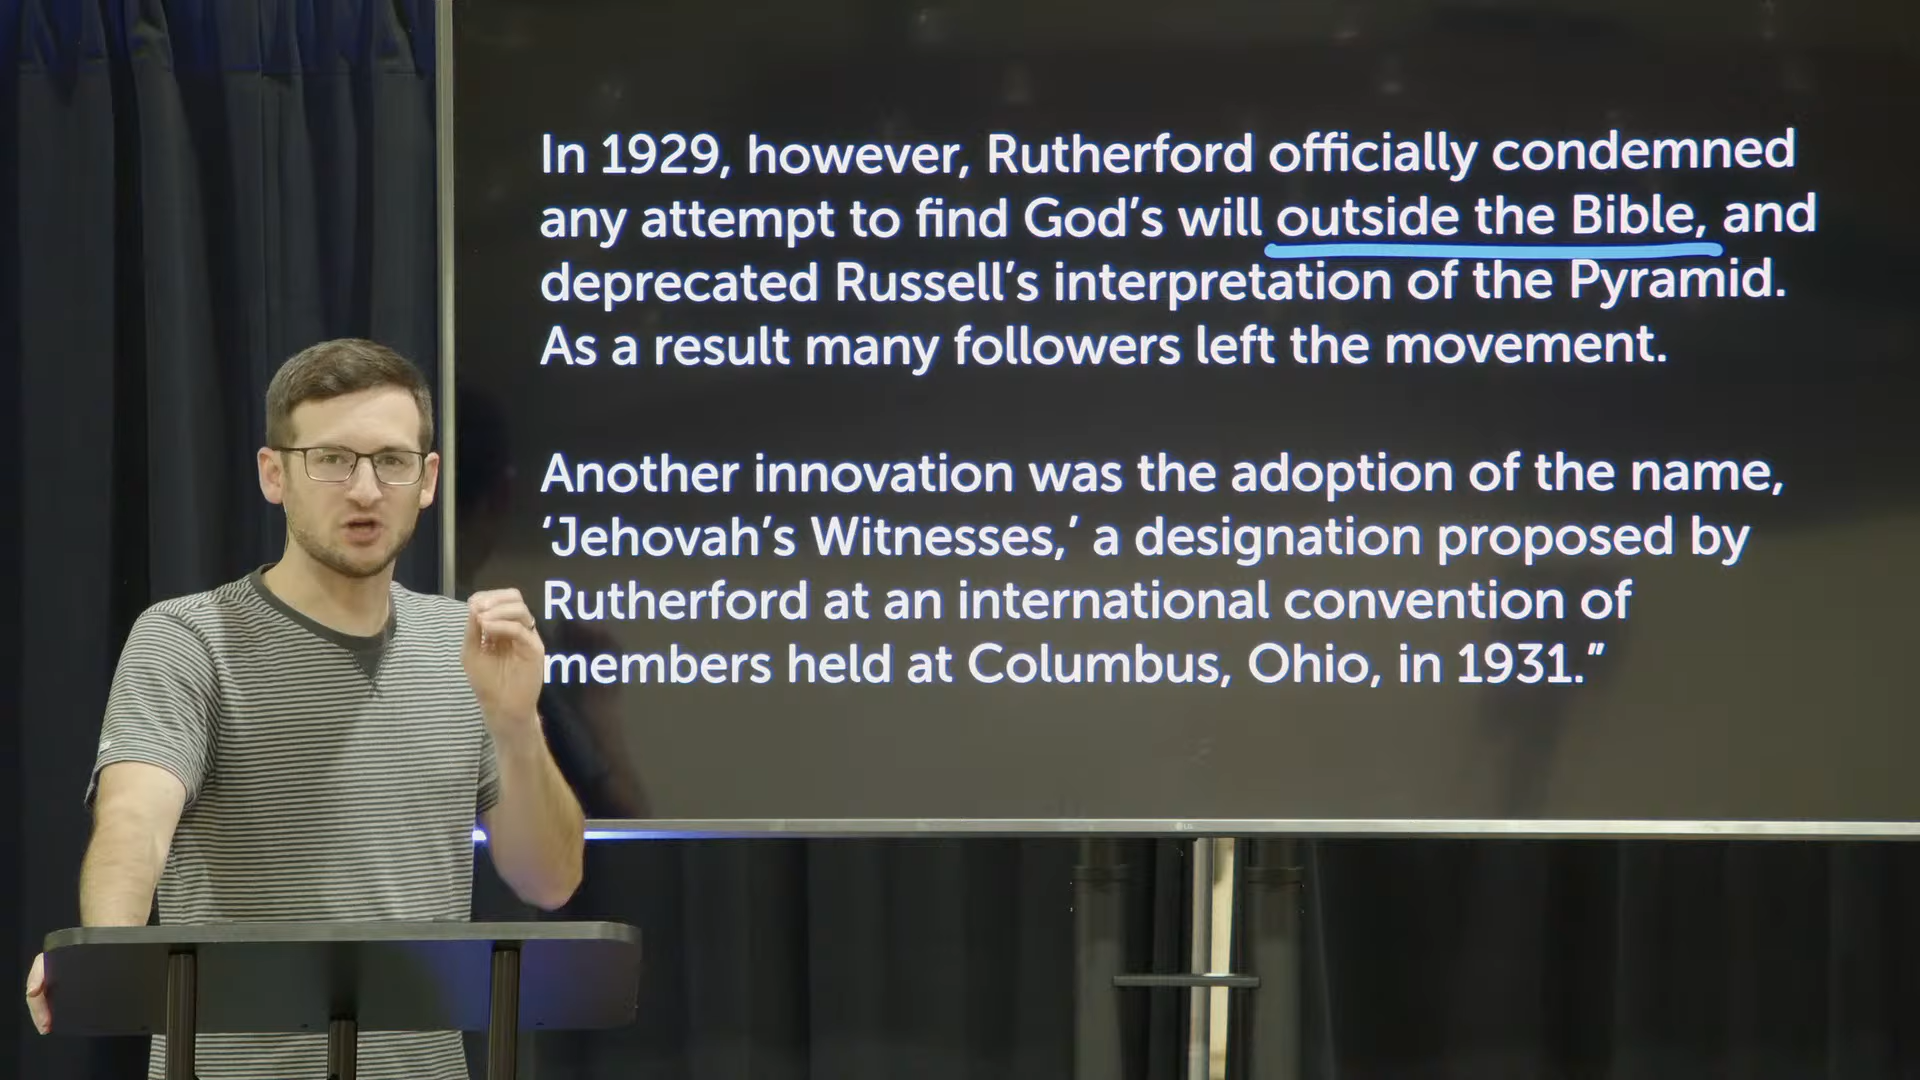 In 1929, however, Rutherford officially condemned
any attempt to find God’s will outside the Bible, and
deprecated Russell’s interpretation of the Pyramid.
As a result many followers left the movement.
Another innovation was the adoption of the name,
‘Jehovah’s Witnesses,’ a designation proposed by
Rutherford at an international convention of
members held at Columbus, Ohio, in 1931.”
LG